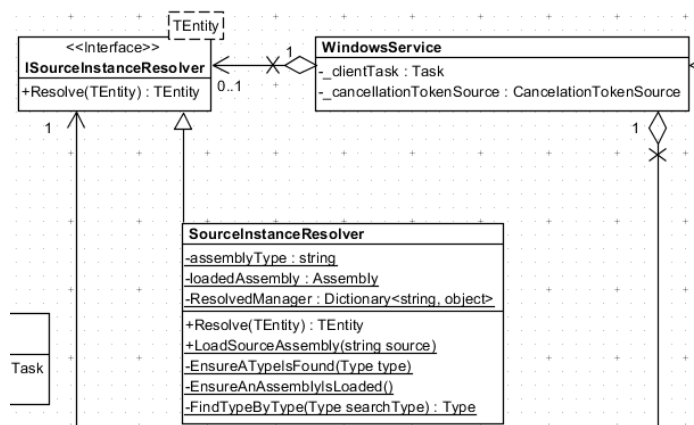 TEntity
<<Interface>>
ISourceInstanceResolver
+Resolve(TEntity) : TEntity
1
0..1
WindowsService
-_clientTask : Task
-_cancellationTokenSource : CancelationTokenSource
1
1
SourceInstanceResolver
-assemblyType : string
-loadedAssembly : Assembly
-ResolvedManager : Dictionary<string, object>
+Resolve(TEntity) : TEntity
+LoadSourceAssembly(string source)
-EnsureATypeIsFound(Type type)
-EnsureAnAssemblyIsLoaded()
-FindTypeByType(Type searchType) : Type
Task